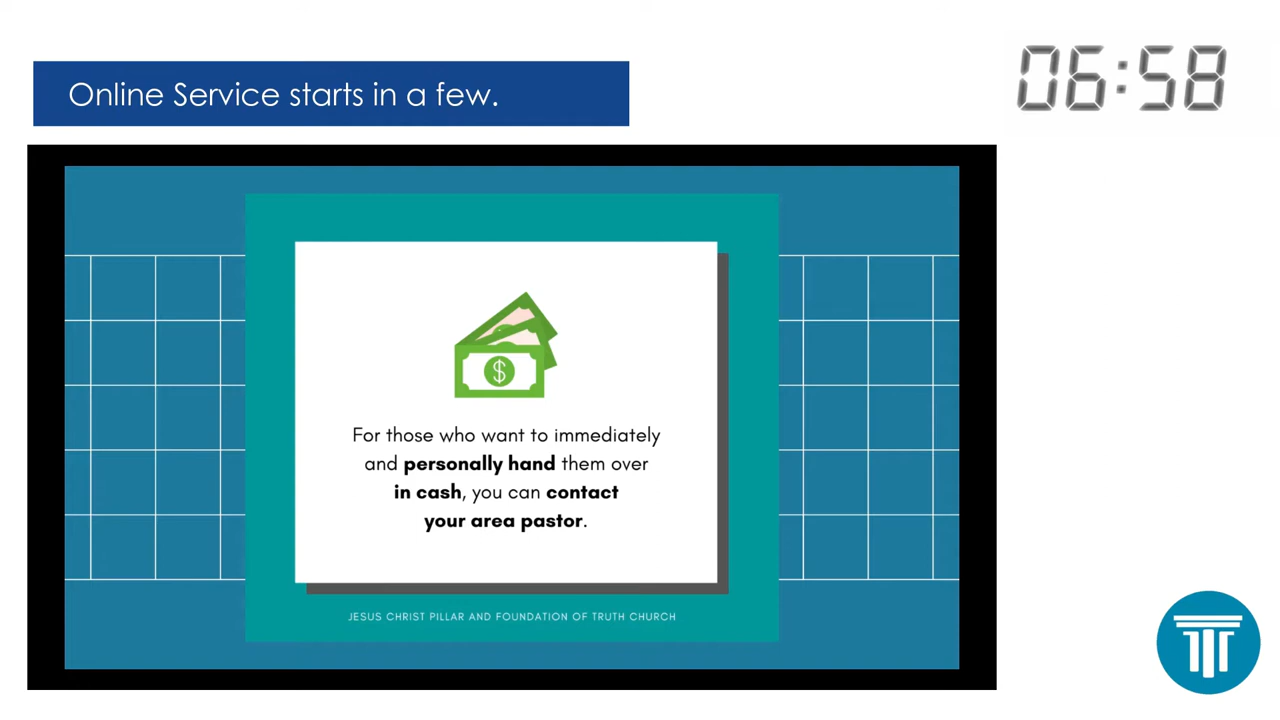 Online Service starts in a few.
06:58
$
For those who want to immediately
and personally hand them over
in cash, you can contact
your area pastor.
JESUS CHRIST PILLAR AND FOUNDATION OF TRUTH CHURCH